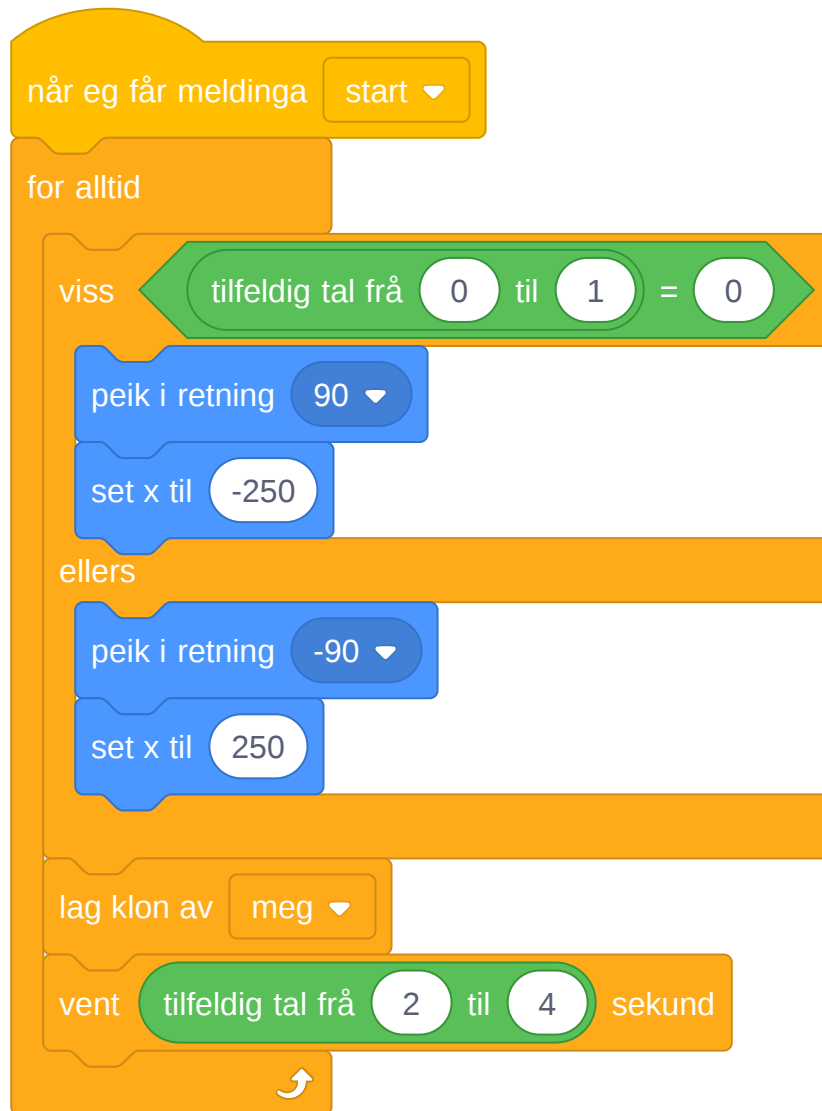 når eg får meldinga start
for alltid
viss tilfeldig tal frå 0 til 1 = 0
peik i retning 90
set x til -250
ellers
peik i retning -90
set x til 250
lag klon av meg
vent tilfeldig tal frå 2 til 4 sekund